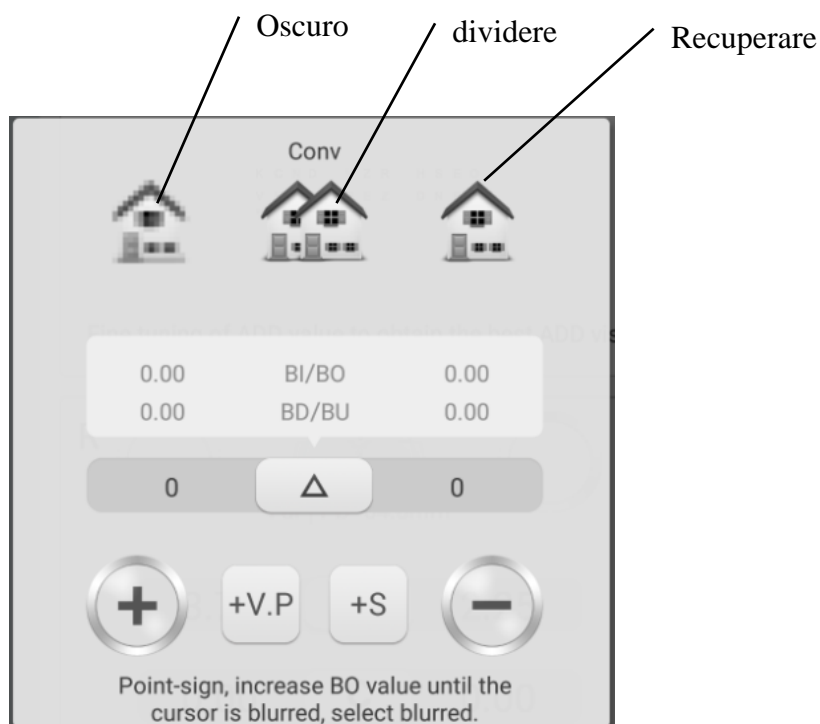 Oscuro dividere Recuperare
Conv
0.00 BI/BO 0.00
0.00 BD/BU 0.00
0 △ 0
+ +V.P +S −
Point-sign, increase BO value until the
cursor is blurred, select blurred.